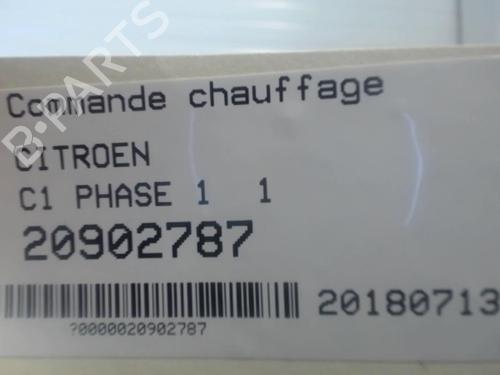 Commande chauffage
CITROEN
C1 PHASE 1 1
20902787
20180713
?0000020902787
B-PARTS